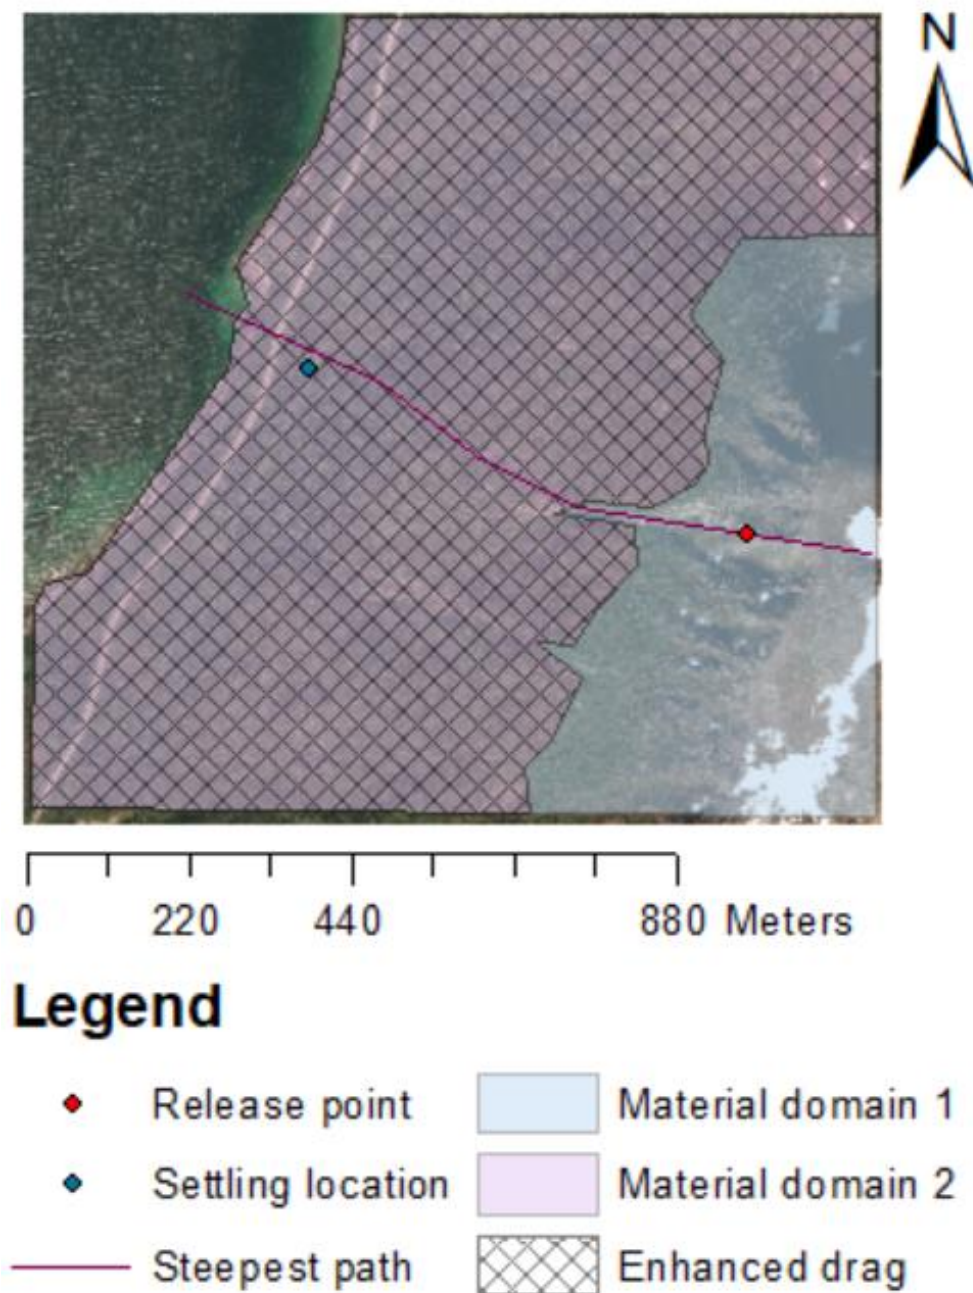 N
0 220 440 880 Meters
Legend
Release point Material domain 1
Settling location Material domain 2
Steepest path Enhanced drag